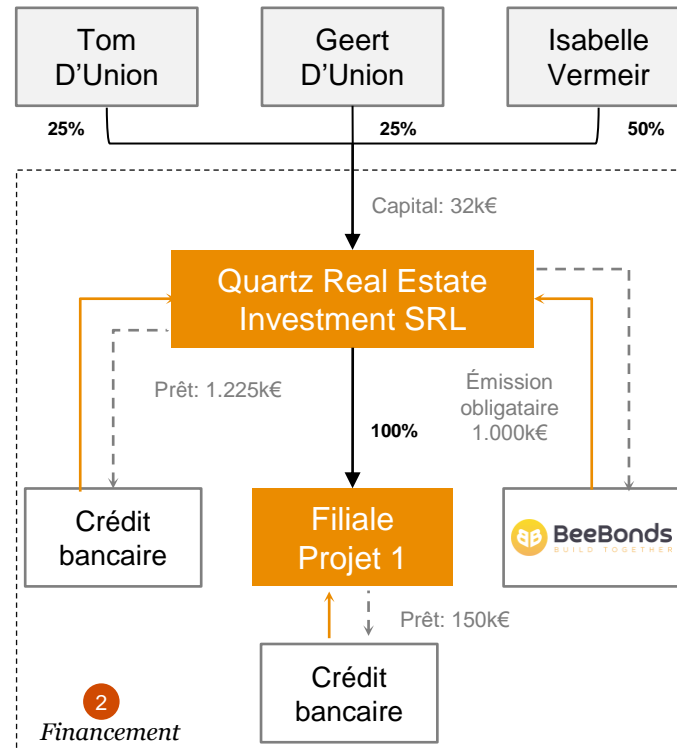 Tom
D'Union
Geert
D'Union
Isabelle
Vermeir
25%
25%
50%
Capital: 32k€
Quartz Real Estate
Investment SRL
Prêt: 1.225k€
Émission
obligataire
1.000k€
100%
Crédit
bancaire
Filiale
Projet 1
BeeBonds
BUILD TOGETHER
Prêt: 150k€
Crédit
bancaire
2
Financement